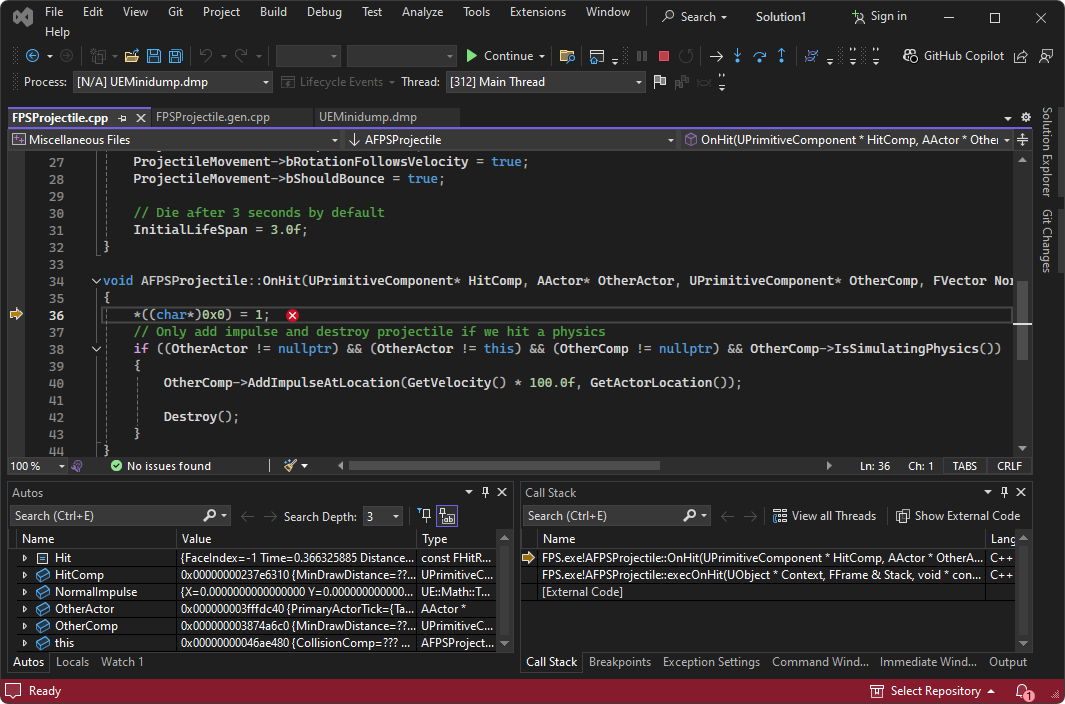 File Edit View Git Project Build Debug Test Analyze Tools Extensions Window Search Solution1 Sign in
Help
Continue GitHub Copilot
Process: [N/A] UEMinidump.dmp Lifecycle Events Thread: [312] Main Thread
FPSProjectile.cpp FPSProjectile.gen.cpp UEMinidump.dmp
Miscellaneous Files AFPSProjectile OnHit(UPrimitiveComponent * HitComp, AActor * Other
27 ProjectileMovement->bRotationFollowsVelocity = true;
28 ProjectileMovement->bShouldBounce = true;
29
30 // Die after 3 seconds by default
31 InitialLifeSpan = 3.0f;
32 }
33
34 void AFPSProjectile::OnHit(UPrimitiveComponent* HitComp, AActor* OtherActor, UPrimitiveComponent* OtherComp, FVector Nor
35 {
36 *((char*)0x0) = 1;
37 // Only add impulse and destroy projectile if we hit a physics
38 if ((OtherActor != nullptr) && (OtherActor != this) && (OtherComp != nullptr) && OtherComp->IsSimulatingPhysics())
39 {
40 OtherComp->AddImpulseAtLocation(GetVelocity() * 100.0f, GetActorLocation());
41
42 Destroy();
43 }
44 }
100 % No issues found Ln: 36 Ch: 1 TABS CRLF
Solution Explorer
Git Changes
Autos
Search (Ctrl+E) Search Depth: 3
Name Value Type
Hit {FaceIndex=-1 Time=0.366325885 Distance... const FHitR...
HitComp 0x00000000237e6310 {MinDrawDistance=??... UPrimitiveC...
NormalImpulse {X=0.0000000000000000 Y=0.000000000000... UE::Math::T...
OtherActor 0x000000003fffdc40 {PrimaryActorTick={Ta... AActor *
OtherComp 0x000000003874a6c0 {MinDrawDistance=??... UPrimitiveC...
this 0x00000000046ae480 {CollisionComp=??? ... AFPSProject...
Autos Locals Watch 1
Call Stack
Search (Ctrl+E) View all Threads Show External Code
Name Lang
FPS.exe!AFPSProjectile::OnHit(UPrimitiveComponent * HitComp, AActor * OtherA... C++
FPS.exe!AFPSProjectile::execOnHit(UObject * Context, FFrame & Stack, void * con... C++
[External Code]
Call Stack Breakpoints Exception Settings Command Wind... Immediate Wind... Output
Ready Select Repository 1